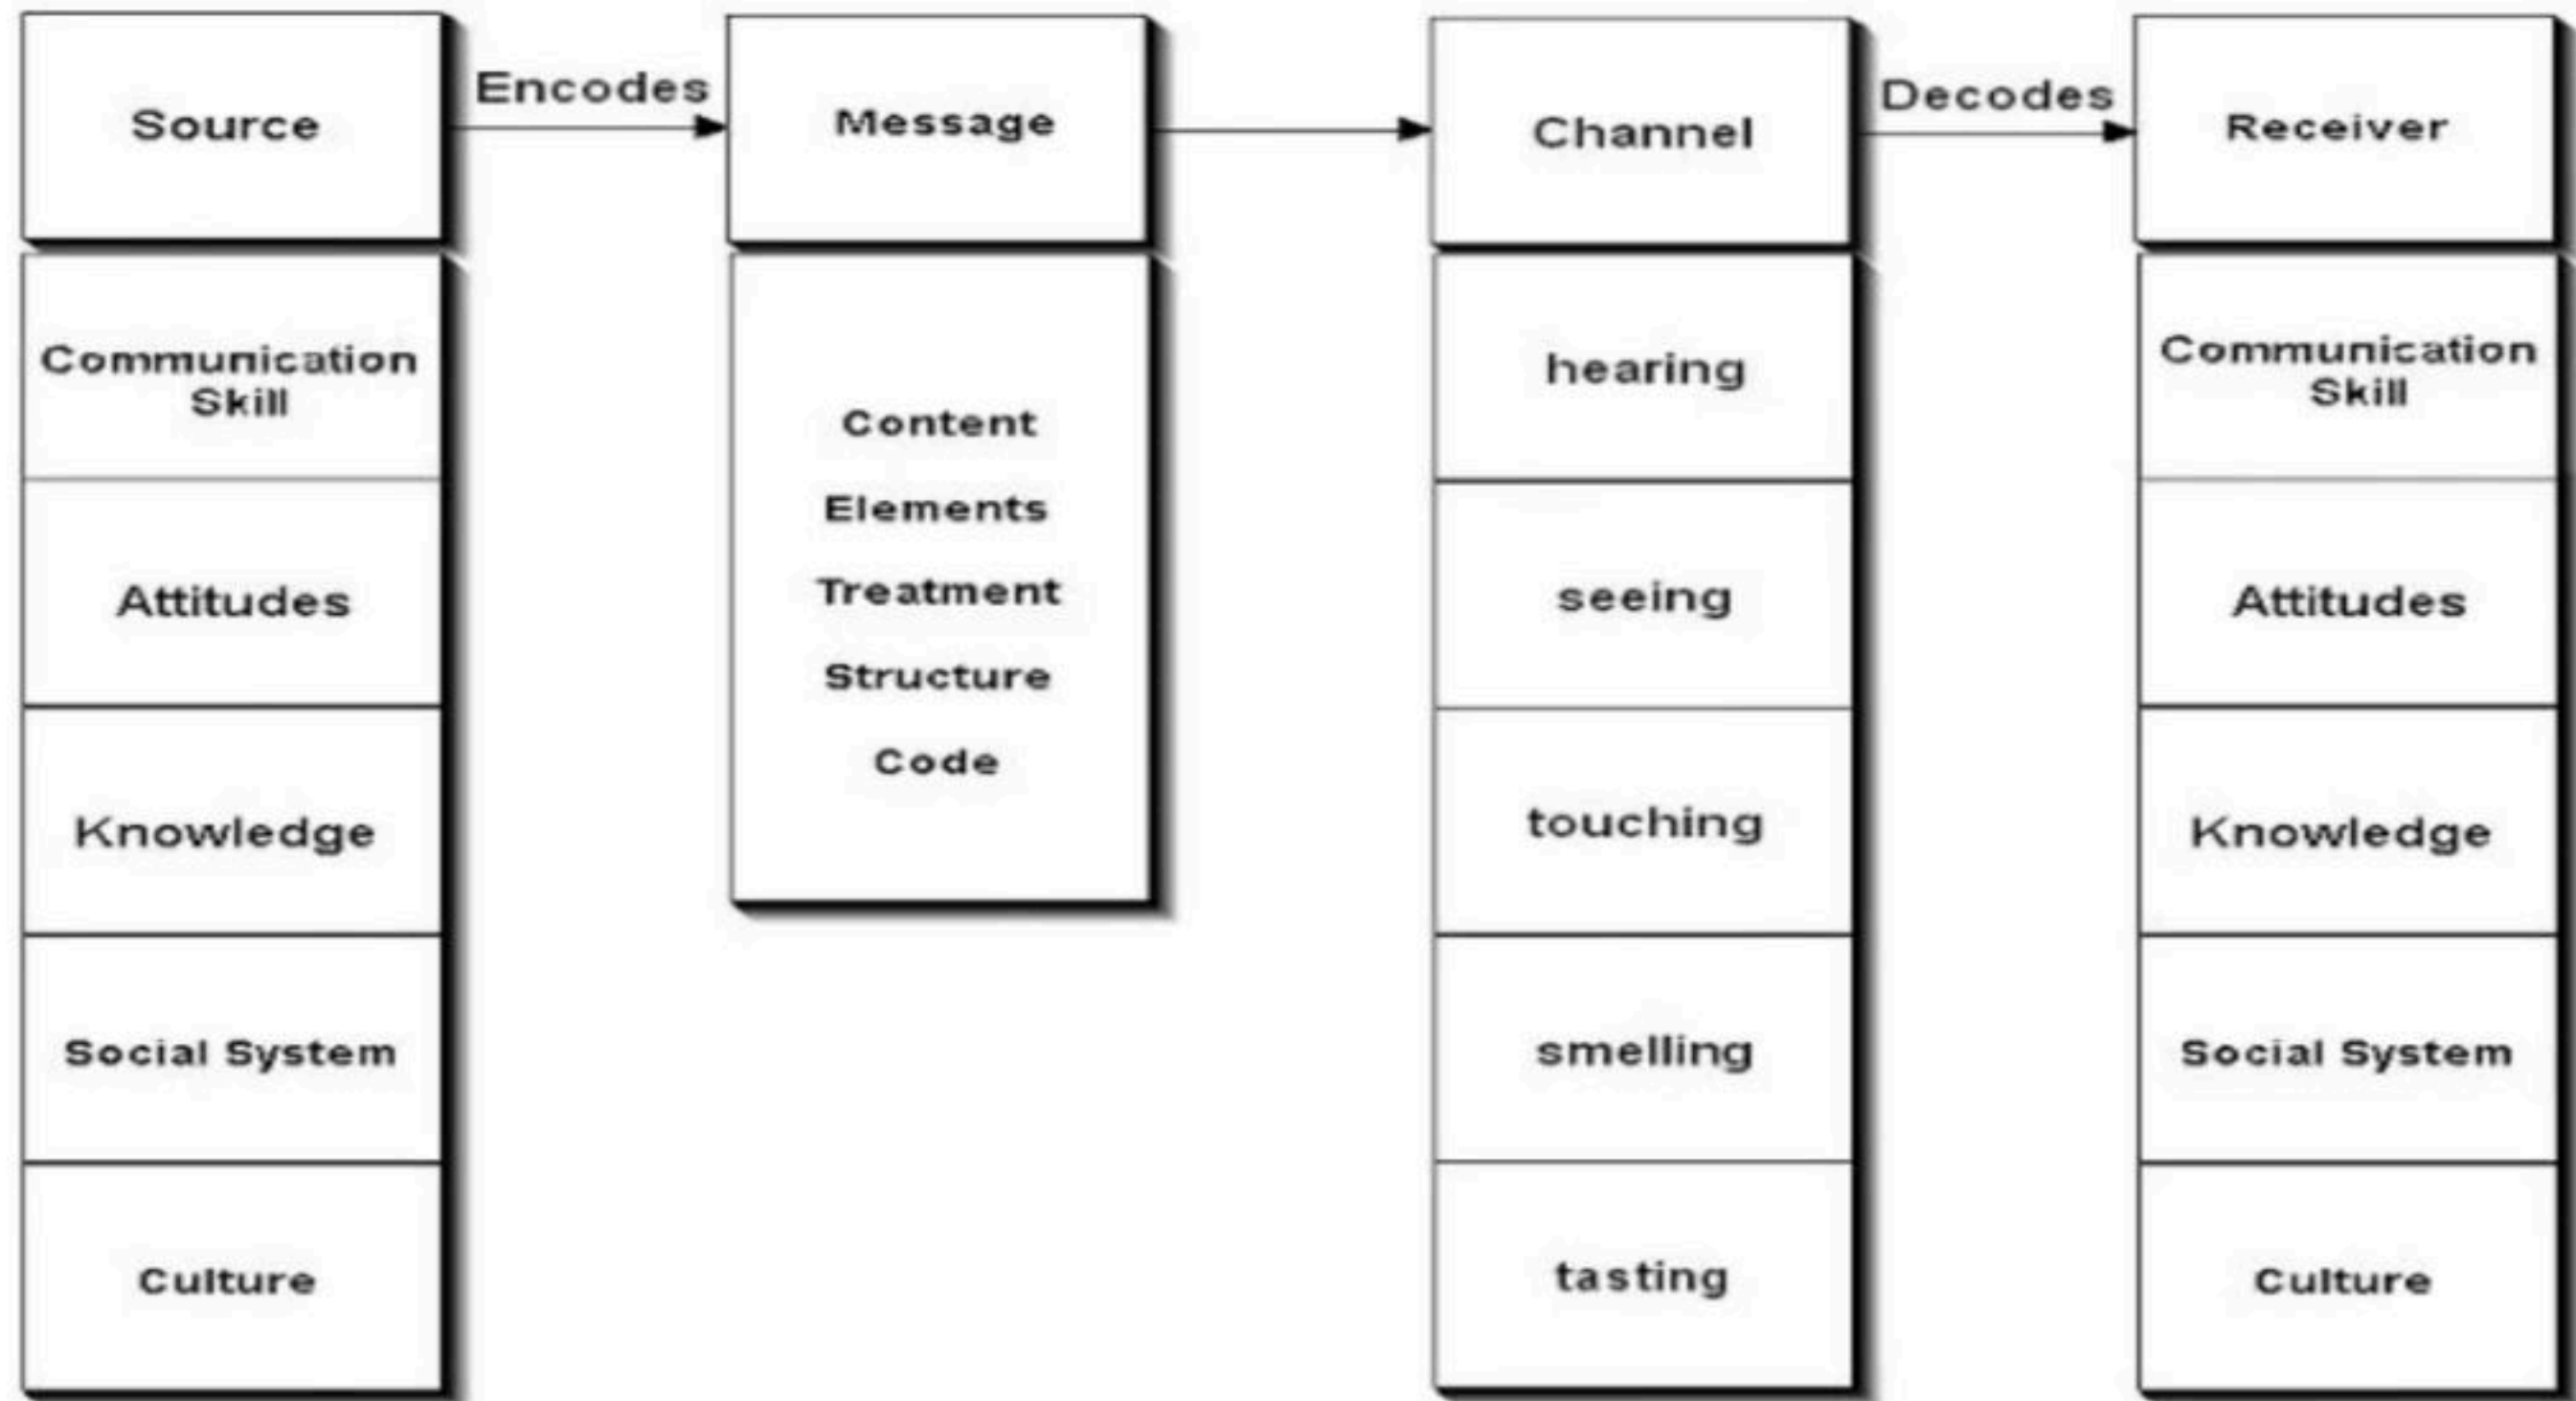 Source
Encodes
Message
Channel
Decodes
Receiver
Communication
Skill
Attitudes
Knowledge
Social System
Culture
Content
Elements
Treatment
Structure
Code
hearing
seeing
touching
smelling
tasting
Communication
Skill
Attitudes
Knowledge
Social System
Culture